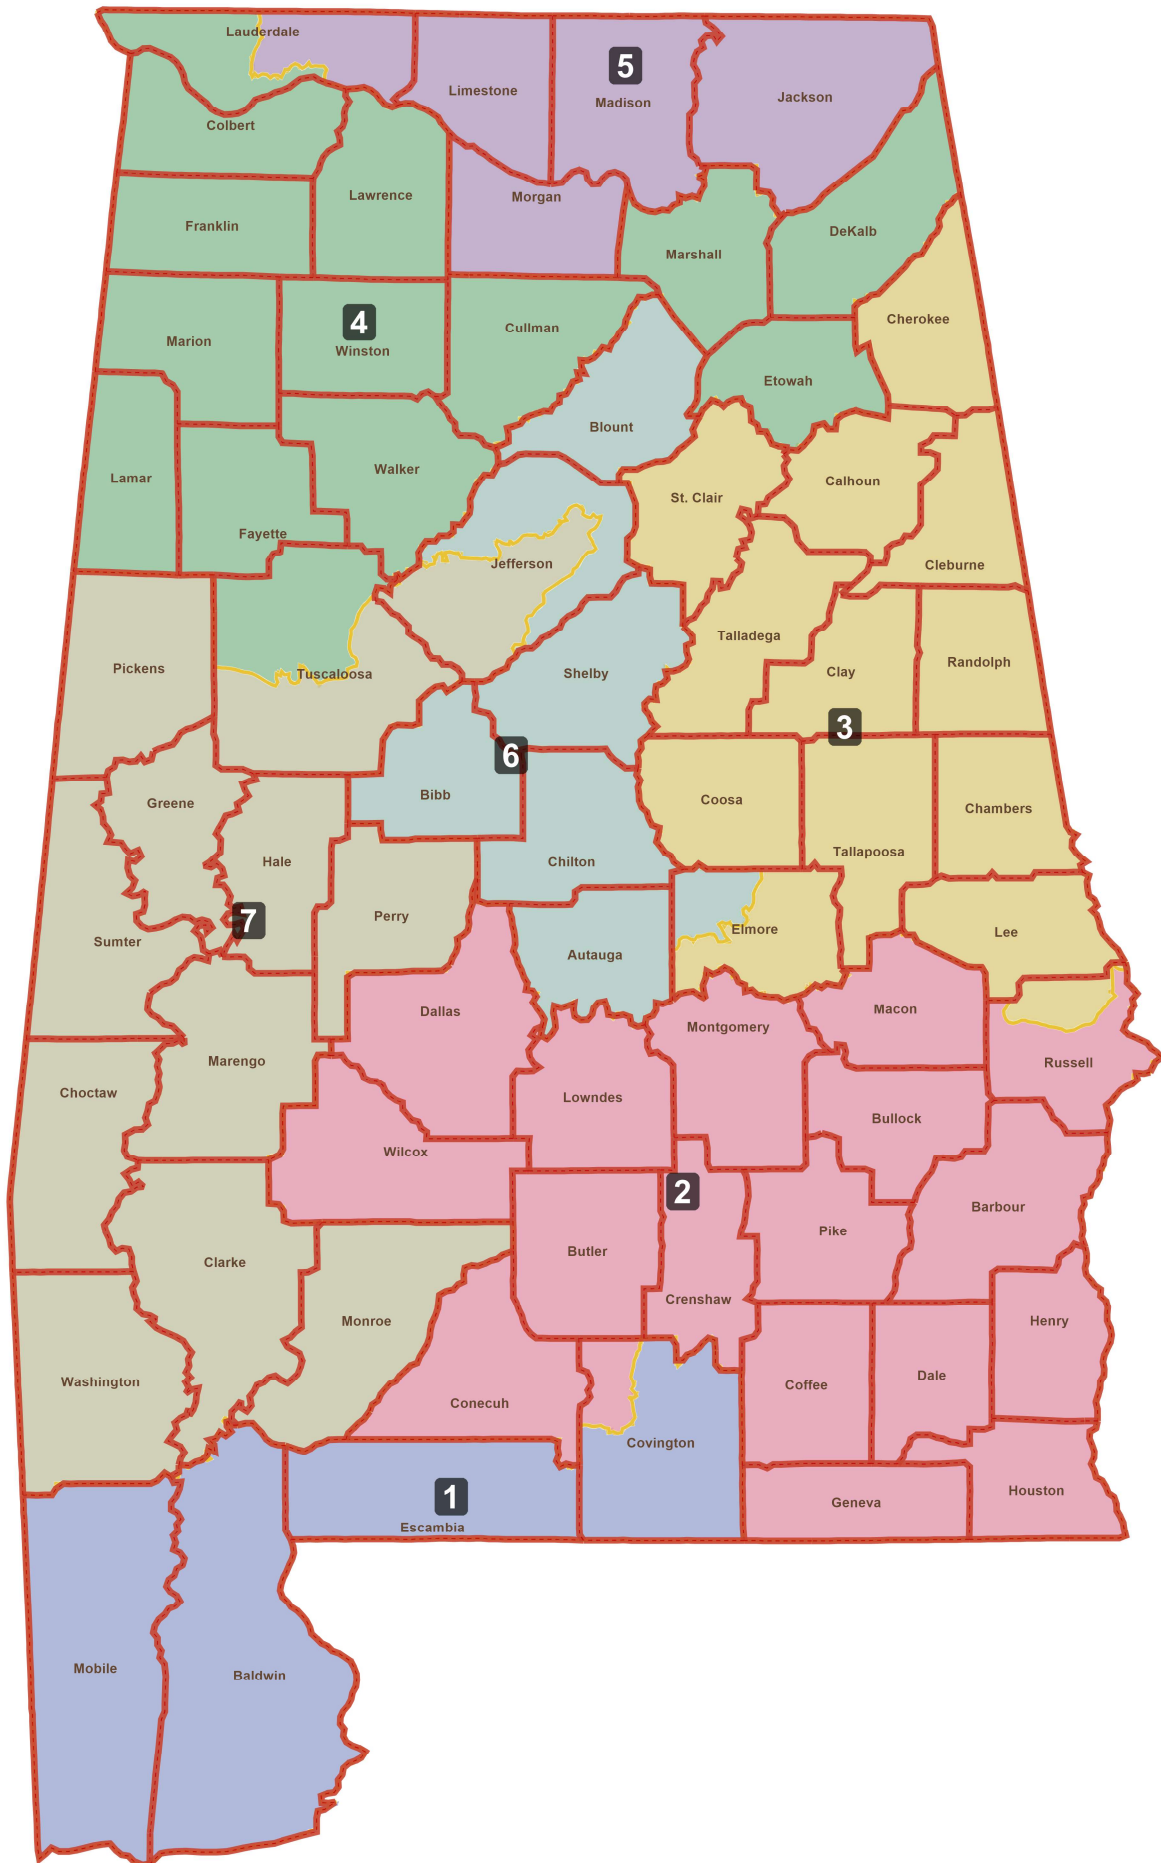 Lauderdale
5
Limestone
Madison
Jackson
Colbert
Lawrence
Morgan
Franklin
DeKalb
Marshall
4
Cullman
Cherokee
Marion
Winston
Etowah
Blount
Walker
Lamar
Calhoun
St. Clair
Fayette
Jefferson
Cleburne
Talladega
Pickens
Tuscaloosa
Shelby
Clay
Randolph
3
6
Greene
Bibb
Coosa
Chambers
Hale
Chilton
Tallapoosa
7
Perry
Sumter
Elmore
Lee
Autauga
Dallas
Macon
Montgomery
Marengo
Russell
Choctaw
Lowndes
Bullock
Wilcox
2
Barbour
Pike
Butler
Clarke
Crenshaw
Monroe
Henry
Washington
Coffee
Dale
Conecuh
Covington
1
Houston
Geneva
Escambia
Mobile
Baldwin